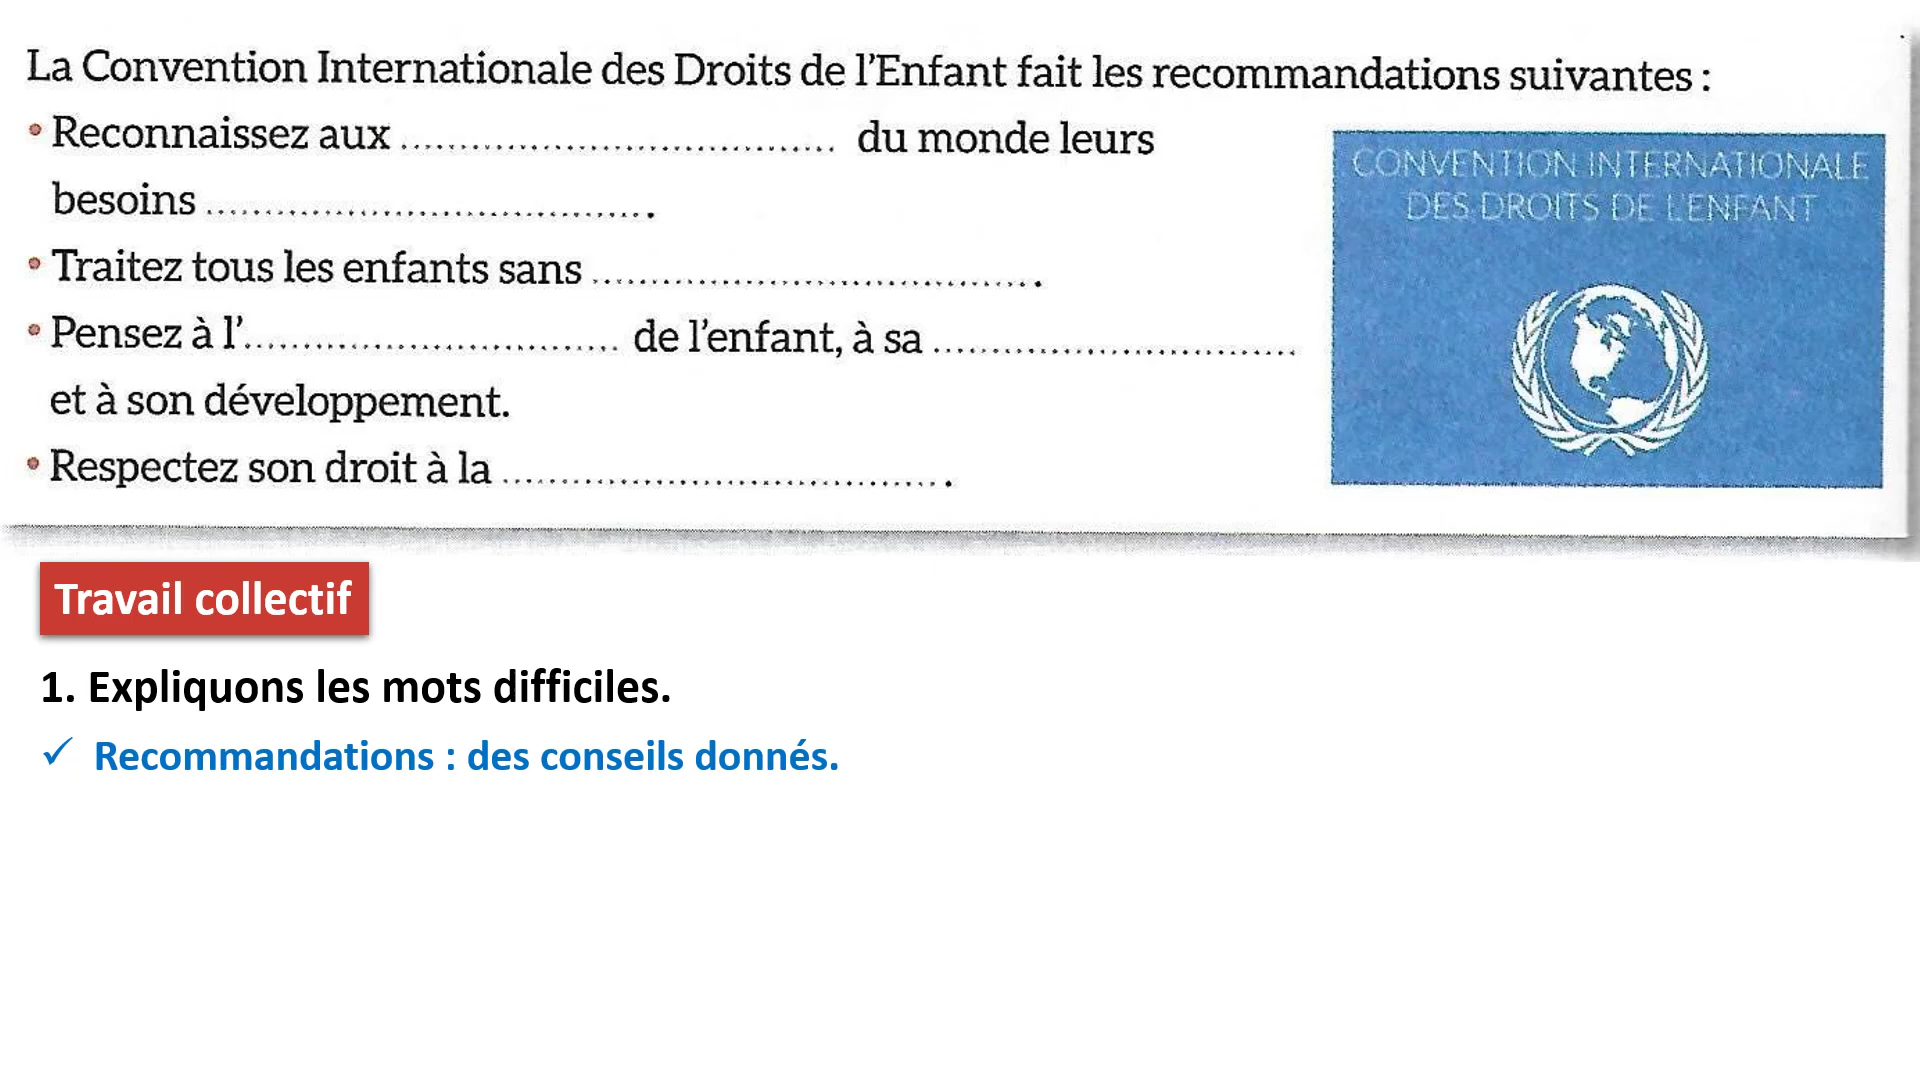 La Convention Internationale des Droits de l'Enfant fait les recommandations suivantes :
• Reconnaissez aux .................................... du monde leurs
besoins ..................................... .
• Traitez tous les enfants sans ..................................... .
• Pensez à l'............................... de l'enfant, à sa ..............................
et à son développement.
• Respectez son droit à la ..................................... .
CONVENTION INTERNATIONALE
DES DROITS DE L'ENFANT
Travail collectif
1. Expliquons les mots difficiles.
✓ Recommandations : des conseils donnés.